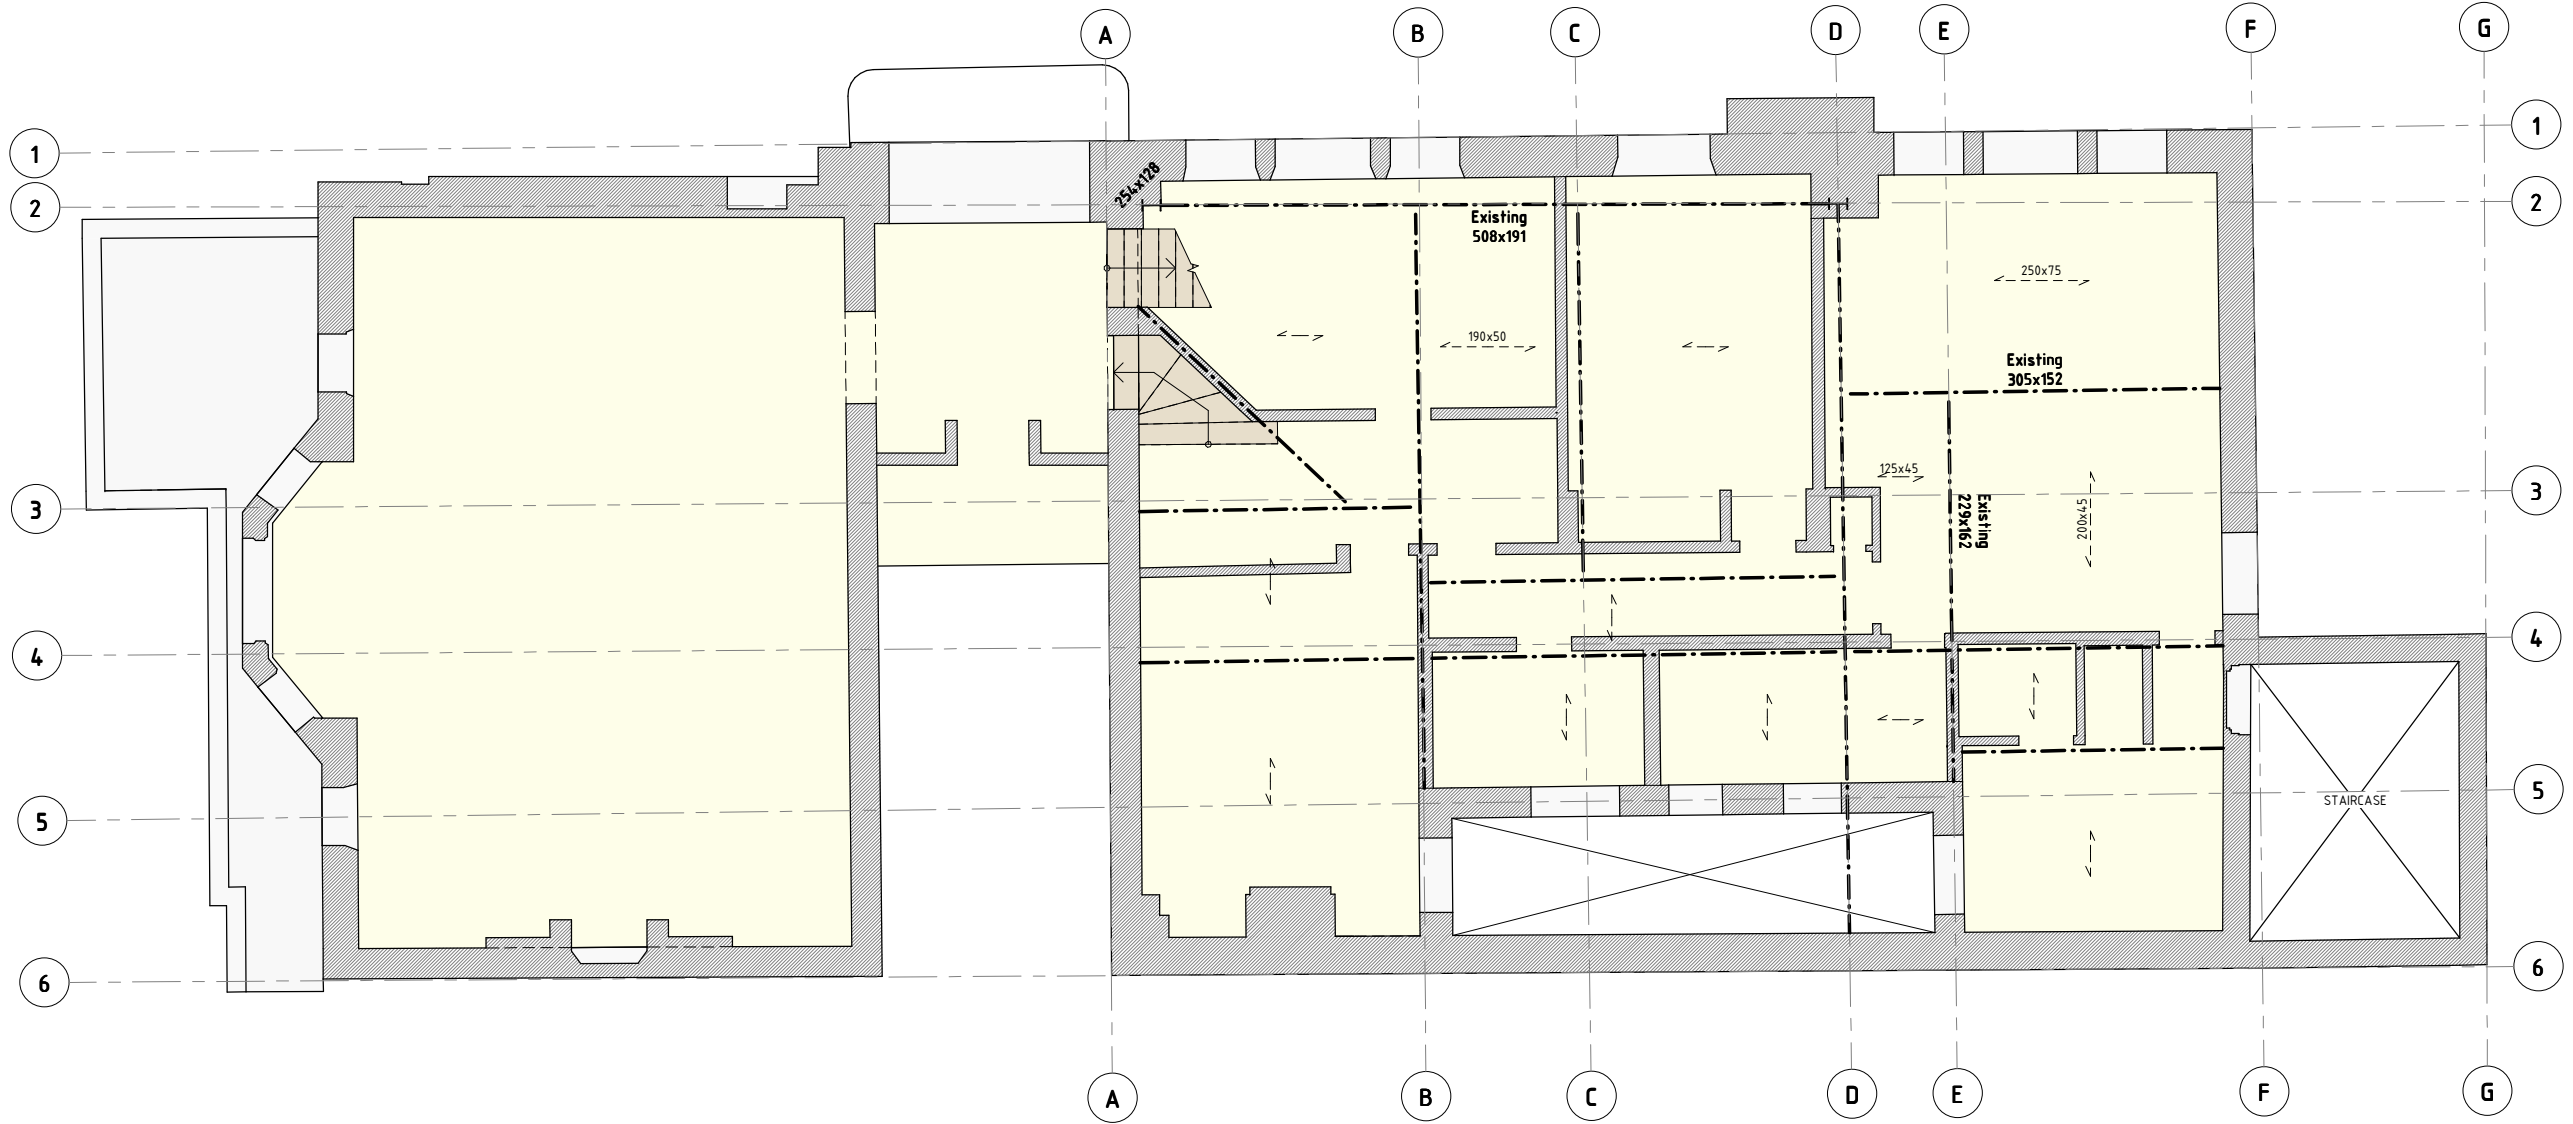 A
B
C
D
E
F
G
1
1
254x128
2
2
Existing
508x191
250x75
190x50
Existing
305x152
125x45
3
3
Existing
229x162
200x45
4
4
5
5
STAIRCASE
6
6
A
B
C
D
E
F
G